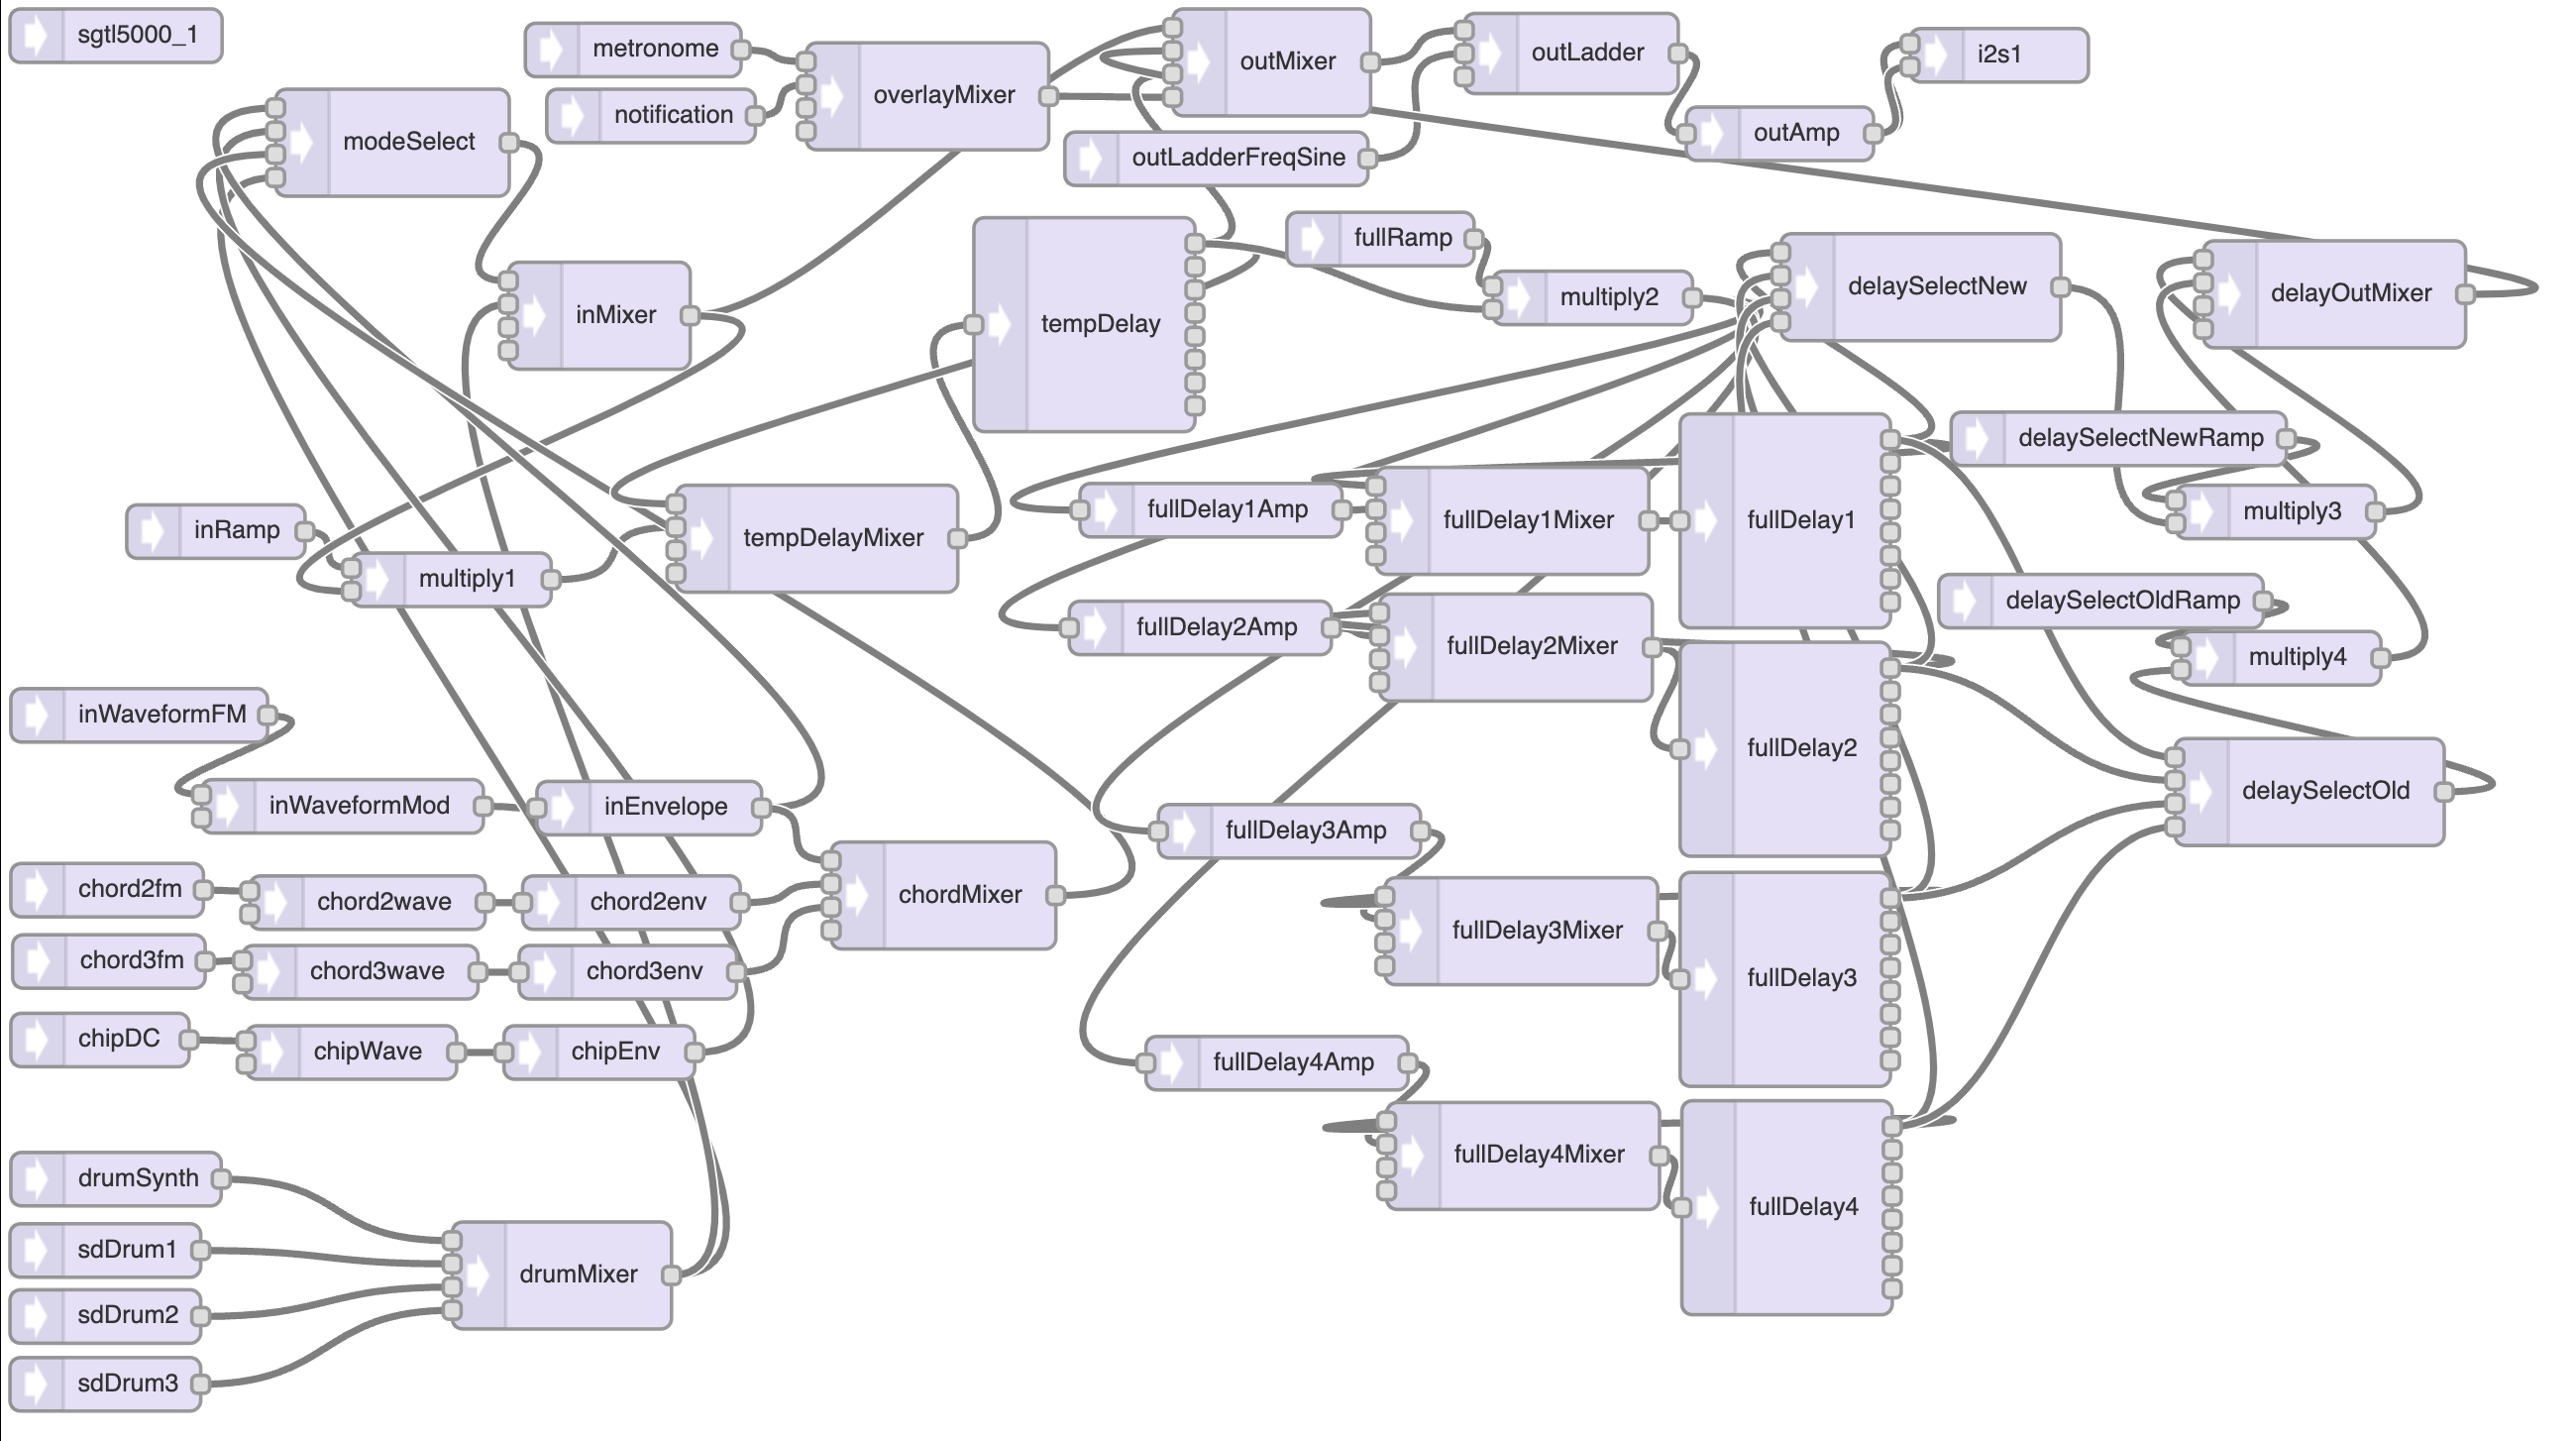 sgtl5000_1
metronome
notification
overlayMixer
outMixer
outLadder
i2s1
outAmp
outLadderFreqSine
modeSelect
inMixer
tempDelay
fullRamp
multiply2
delaySelectNew
delayOutMixer
inRamp
multiply1
tempDelayMixer
fullDelay1Amp
fullDelay1Mixer
fullDelay1
delaySelectNewRamp
multiply3
fullDelay2Amp
fullDelay2Mixer
fullDelay2
delaySelectOldRamp
multiply4
delaySelectOld
inWaveformFM
inWaveformMod
inEnvelope
chord2fm
chord2wave
chord2env
chordMixer
chord3fm
chord3wave
chord3env
chipDC
chipWave
chipEnv
fullDelay3Amp
fullDelay3Mixer
fullDelay3
fullDelay4Amp
fullDelay4Mixer
fullDelay4
drumSynth
sdDrum1
sdDrum2
sdDrum3
drumMixer